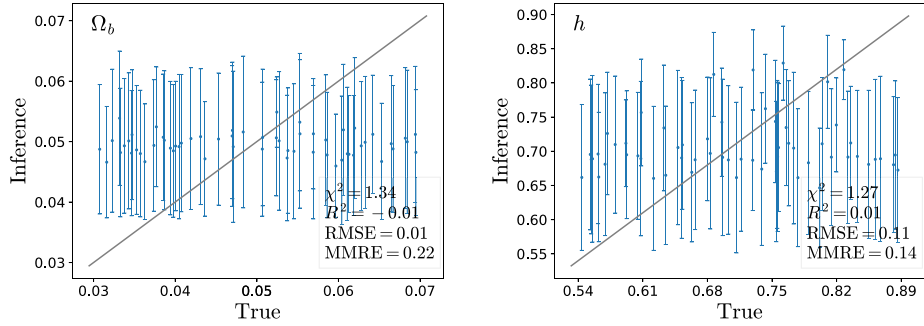 Ω_b
Inference
0.07
0.06
0.05
0.04
0.03
χ² = 1.34
R² = −0.01
RMSE = 0.01
MMRE = 0.22
0.03 0.04 0.05 0.06 0.07
True
h
Inference
0.90
0.85
0.80
0.75
0.70
0.65
0.60
0.55
χ² = 1.27
R² = 0.01
RMSE = 0.11
MMRE = 0.14
0.54 0.61 0.68 0.75 0.82 0.89
True